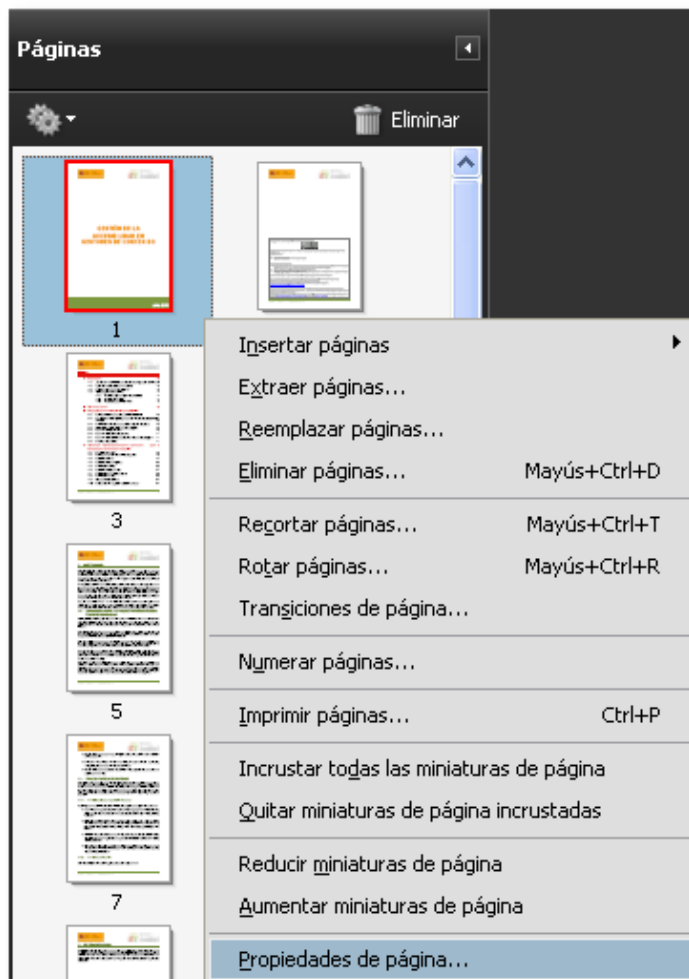 Páginas
Eliminar
1
Insertar páginas
Extraer páginas...
Reemplazar páginas...
Eliminar páginas... Mayús+Ctrl+D
3
Recortar páginas... Mayús+Ctrl+T
Rotar páginas... Mayús+Ctrl+R
Transiciones de página...
Numerar páginas...
5
Imprimir páginas... Ctrl+P
Incrustar todas las miniaturas de página
Quitar miniaturas de página incrustadas
Reducir miniaturas de página
7
Aumentar miniaturas de página
Propiedades de página...